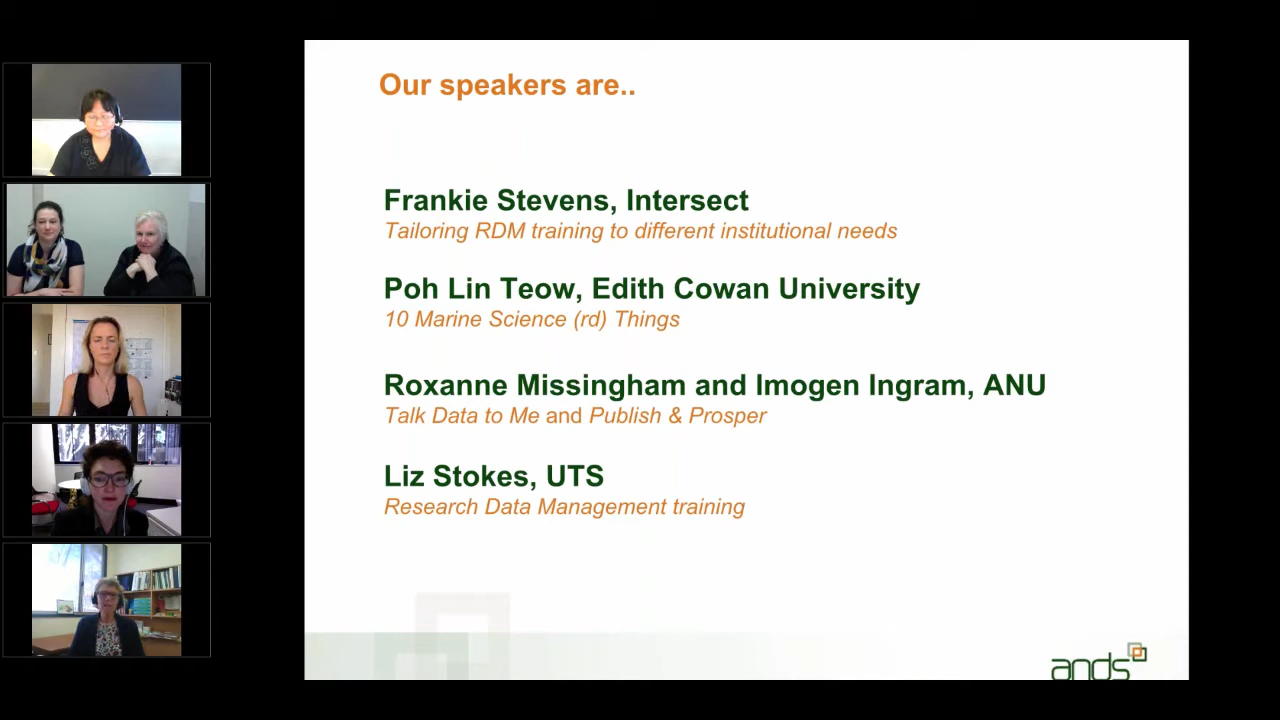 Our speakers are..
Frankie Stevens, Intersect
Tailoring RDM training to different institutional needs
Poh Lin Teow, Edith Cowan University
10 Marine Science (rd) Things
Roxanne Missingham and Imogen Ingram, ANU
Talk Data to Me and Publish & Prosper
Liz Stokes, UTS
Research Data Management training
ands